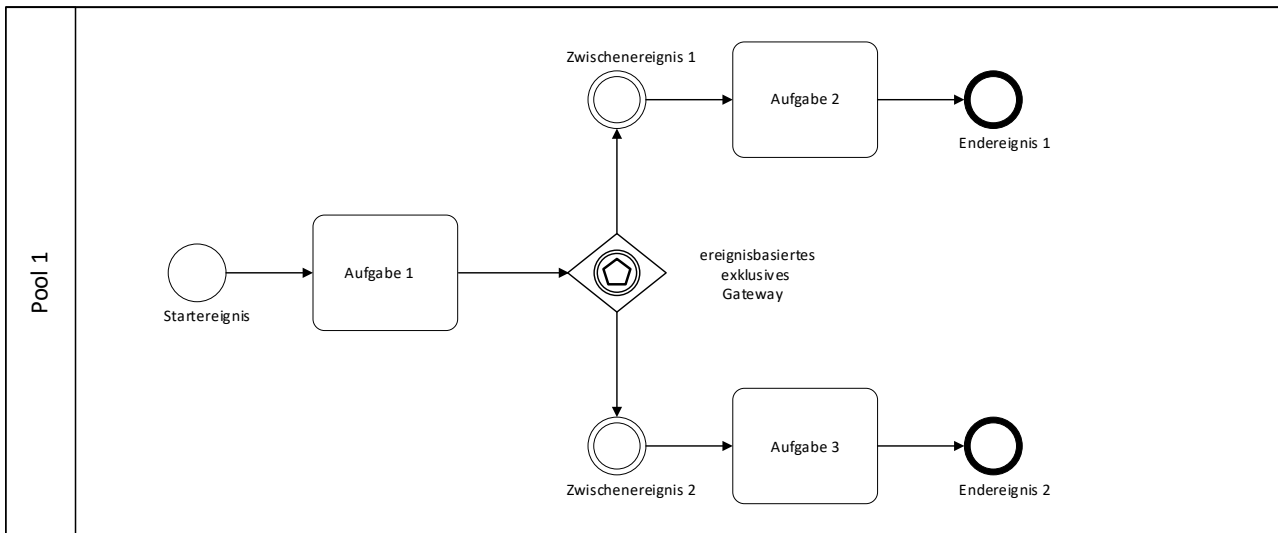 Pool 1
Zwischenereignis 1
Aufgabe 2
Endereignis 1
Startereignis
Aufgabe 1
ereignisbasiertes
exklusives
Gateway
Zwischenereignis 2
Aufgabe 3
Endereignis 2